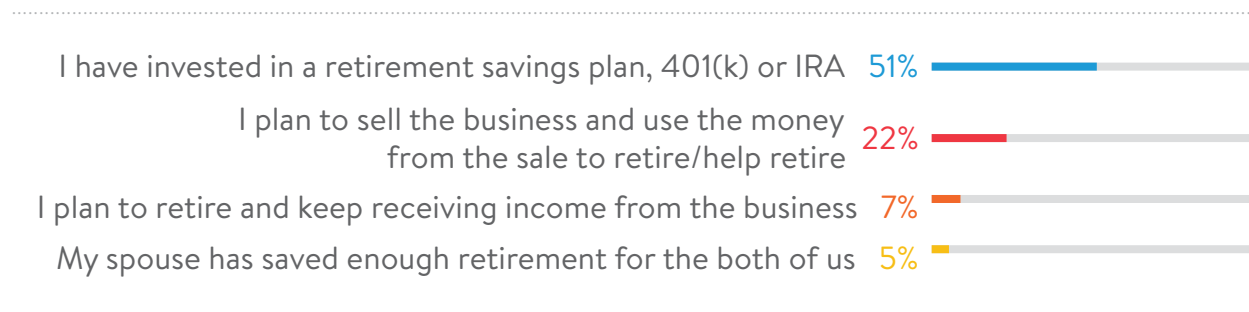 I have invested in a retirement savings plan, 401(k) or IRA 51%
I plan to sell the business and use the money
from the sale to retire/help retire 22%
I plan to retire and keep receiving income from the business 7%
My spouse has saved enough retirement for the both of us 5%